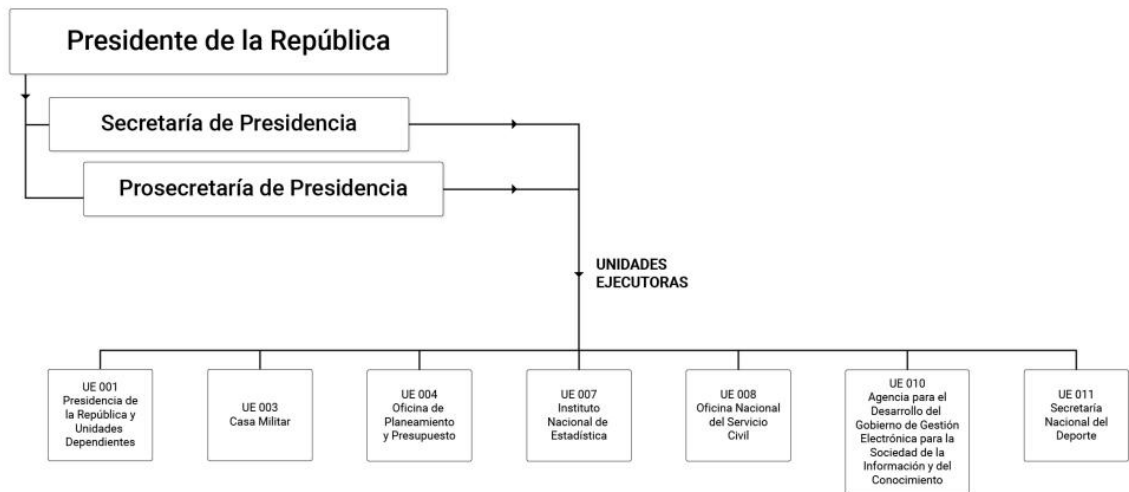 Presidente de la República
Secretaría de Presidencia
Prosecretaría de Presidencia
UNIDADES
EJECUTORAS
UE 001
Presidencia de
la República y
Unidades
Dependientes
UE 003
Casa Militar
UE 004
Oficina de
Planeamiento
y Presupuesto
UE 007
Instituto
Nacional de
Estadística
UE 008
Oficina Nacional
del Servicio
Civil
UE 010
Agencia para el
Desarrollo del
Gobierno de Gestión
Electrónica para la
Sociedad de la
Información y del
Conocimiento
UE 011
Secretaría
Nacional del
Deporte